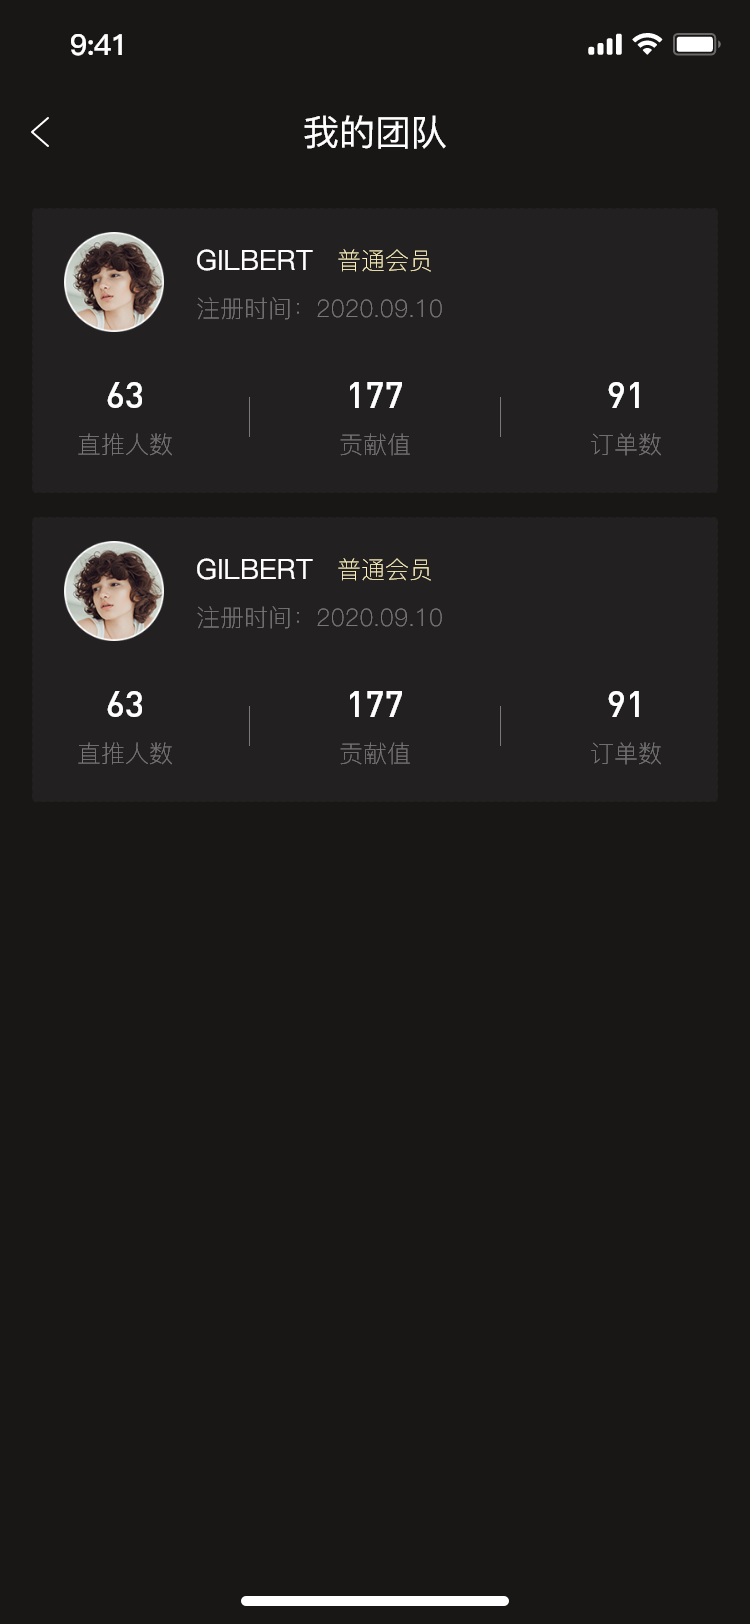 9:41
我的团队
GILBERT 普通会员
注册时间：2020.09.10
63 177 91
直推人数 贡献值 订单数
GILBERT 普通会员
注册时间：2020.09.10
63 177 91
直推人数 贡献值 订单数